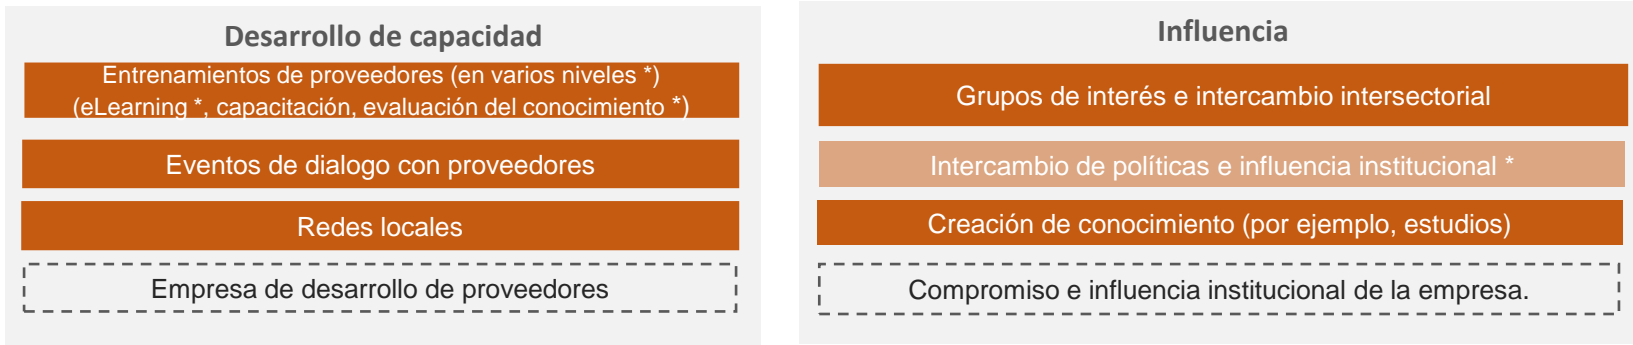 Desarrollo de capacidad
Entrenamientos de proveedores (en varios niveles *)
(eLearning *, capacitación, evaluación del conocimiento *)
Eventos de dialogo con proveedores
Redes locales
Empresa de desarrollo de proveedores
Influencia
Grupos de interés e intercambio intersectorial
Intercambio de políticas e influencia institucional *
Creación de conocimiento (por ejemplo, estudios)
Compromiso e influencia institucional de la empresa.